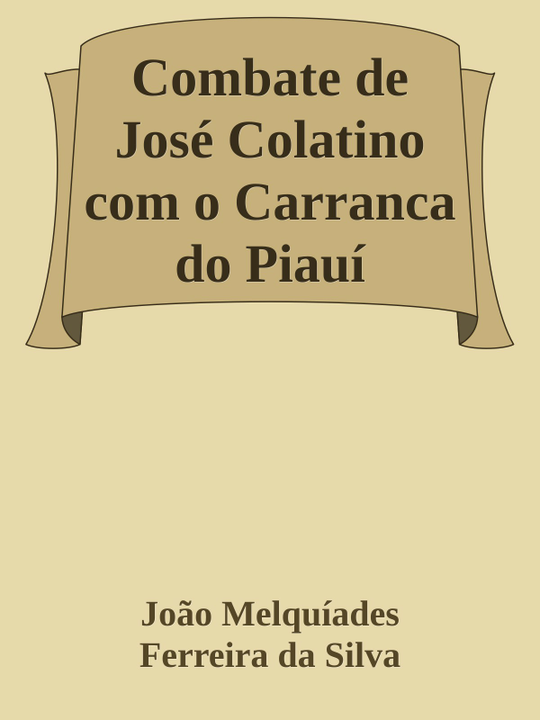 Combate de
José Colatino
com o Carranca
do Piauí
João Melquíades
Ferreira da Silva